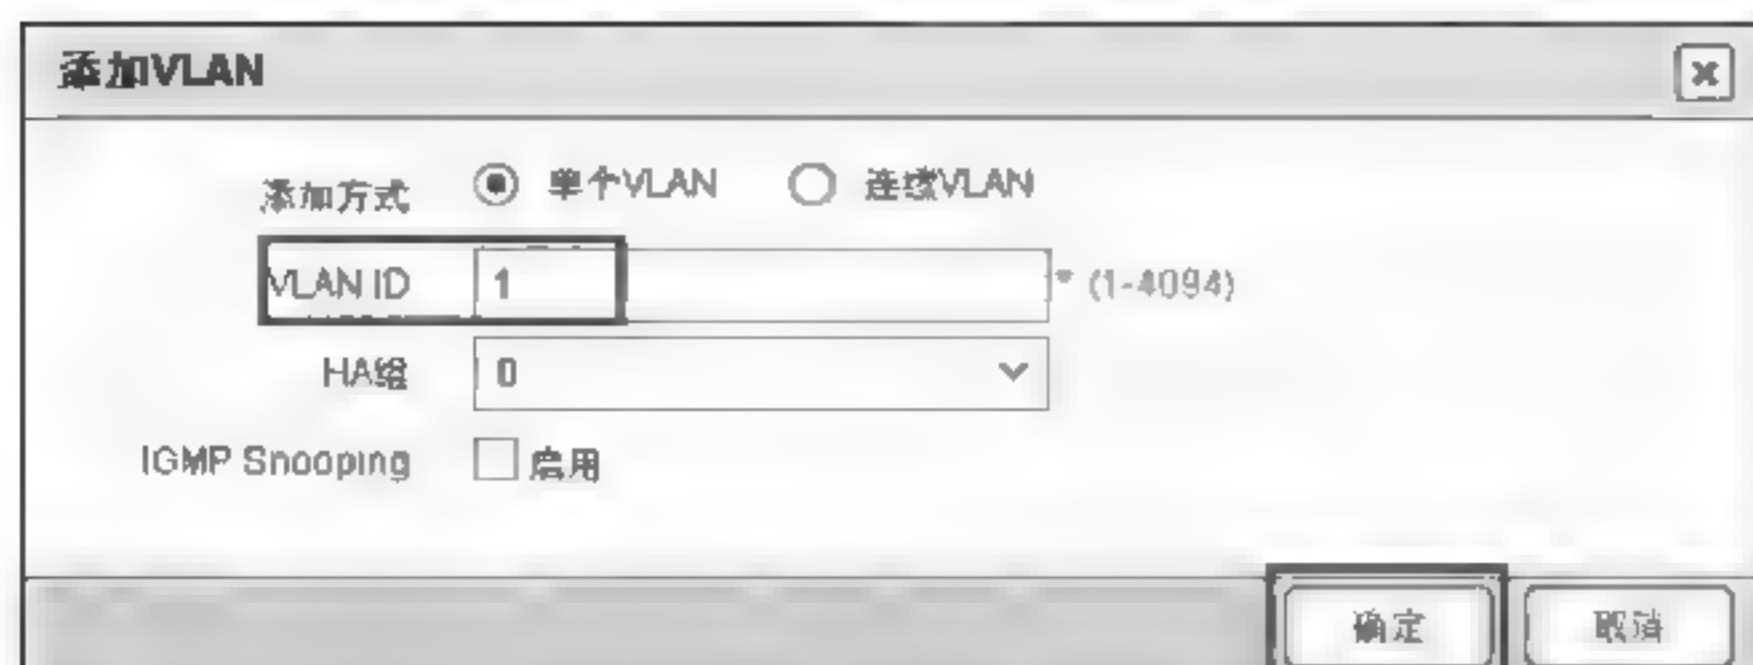 添加VLAN
添加方式 单个VLAN 连续VLAN
VLAN ID 1 * (1-4094)
HA组 0
IGMP Snooping 启用
确定 取消